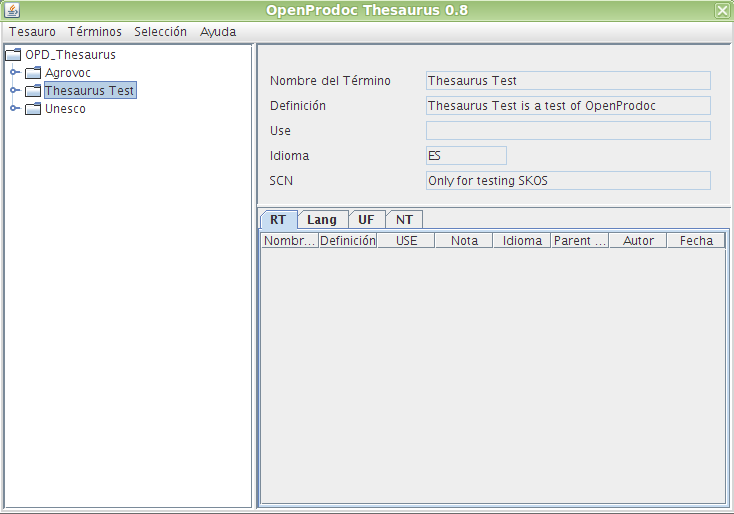 OpenProdoc Thesaurus 0.8
Tesauro Términos Selección Ayuda
OPD_Thesaurus
Agrovoc
Thesaurus Test
Unesco
Nombre del Término Thesaurus Test
Definición Thesaurus Test is a test of OpenProdoc
Use
Idioma ES
SCN Only for testing SKOS
RT Lang UF NT
Nombr... Definición USE Nota Idioma Parent ... Autor Fecha